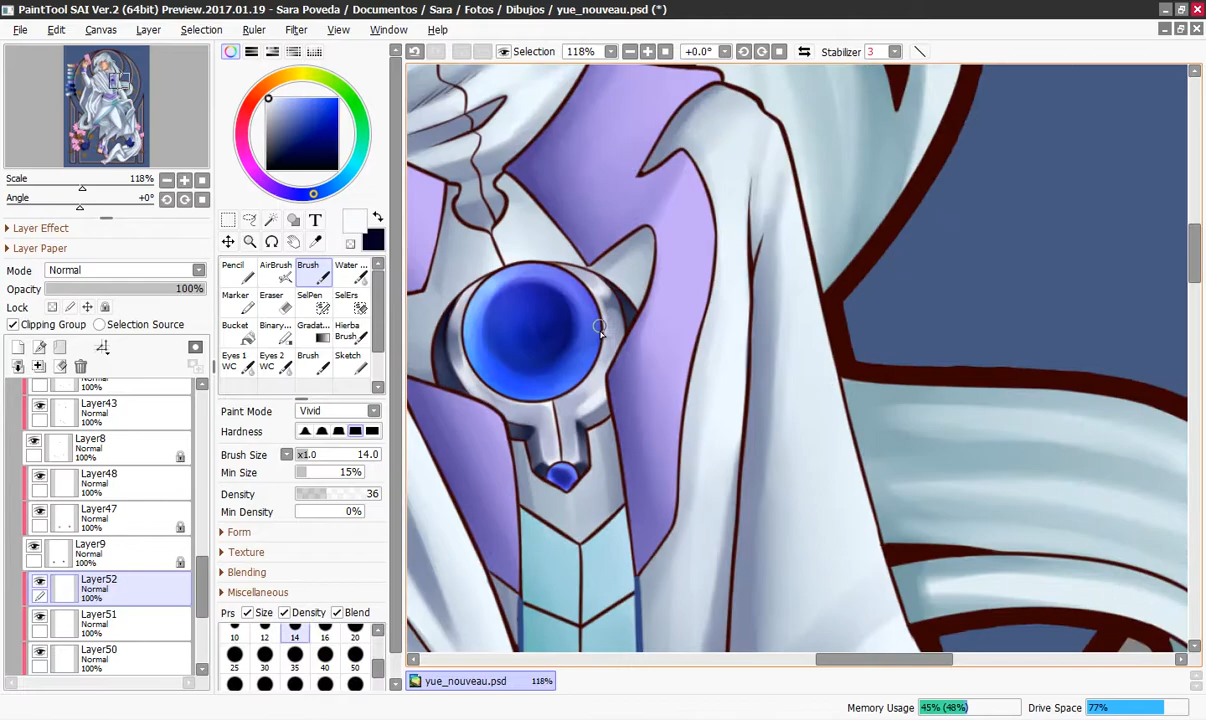 PaintTool SAI Ver.2 (64bit) Preview.2017.01.19 - Sara Poveda / Documentos / Sara / Fotos / Dibujos / yue_nouveau.psd (*)
File Edit Canvas Layer Selection Ruler Filter View Window Help
Selection 118% +0.0° Stabilizer 3
Scale 118%
Angle +0°
Layer Effect
Layer Paper
Mode Normal
Opacity 100%
Lock
Clipping Group Selection Source
100%
Layer43
Normal
100%
Layer8
Normal
100%
Layer48
Normal
100%
Layer47
Normal
100%
Layer9
Normal
100%
Layer52
Normal
100%
Layer51
Normal
100%
Layer50
Normal
100%
T
Pencil AirBrush Brush Water ...
Marker Eraser SelPen SelErs
Bucket Binary... Gradat... Hierba Brush
Eyes 1 WC Eyes 2 WC Brush Sketch
Paint Mode Vivid
Hardness
Brush Size x1.0 14.0
Min Size 15%
Density 36
Min Density 0%
Form
Texture
Blending
Miscellaneous
Prs Size Density Blend
10 12 14 16 20
25 30 35 40 50
yue_nouveau.psd 118%
Memory Usage 45% (48%) Drive Space 77%